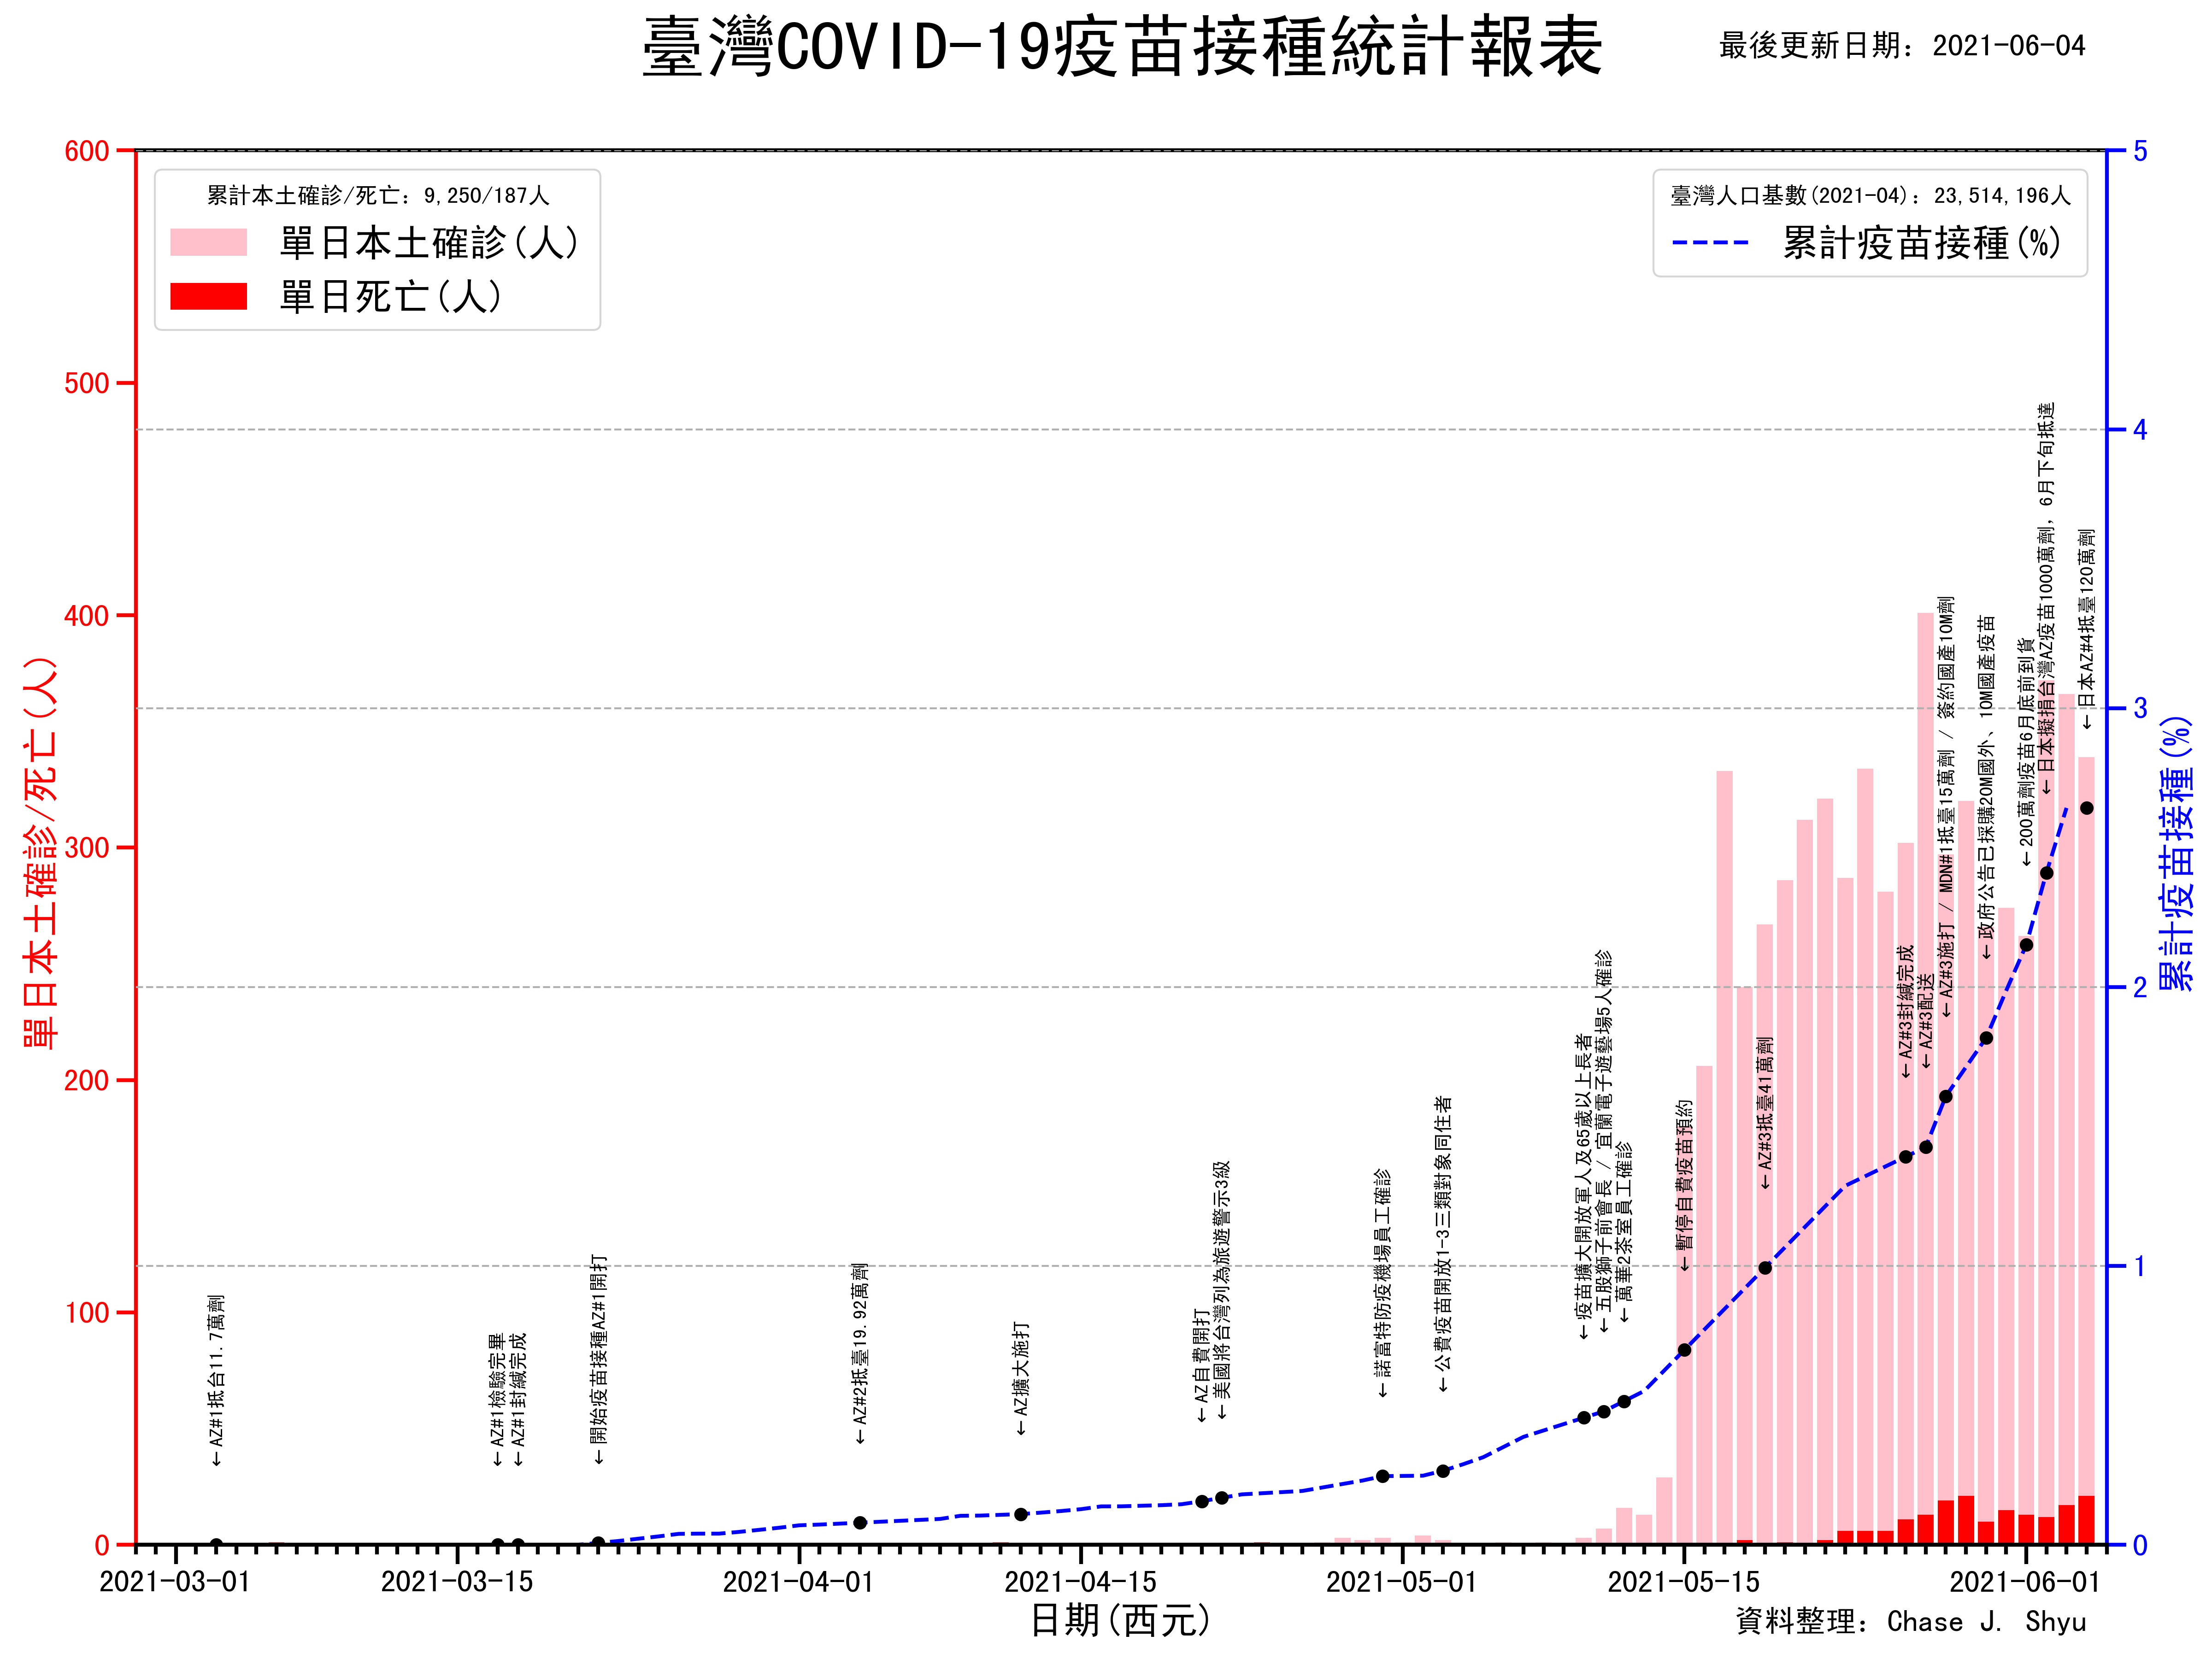 臺灣COVID-19疫苗接種統計報表
最後更新日期: 2021-06-04
累計本土確診/死亡: 9,250/187人
單日本土確診(人)
單日死亡(人)
臺灣人口基數(2021-04): 23,514,196人
累計疫苗接種(%)
單日本土確診/死亡(人)
600
500
400
300
200
100
0
←AZ#1抵台11.7萬劑
←AZ#1檢驗完畢
←AZ#1封緘完成
←開始疫苗接種AZ#1開打
←AZ#2抵臺19.92萬劑
←AZ擴大施打
←AZ自費開打
←美國將台灣列為旅遊警示3級
←諾富特防疫機場員工確診
←公費疫苗開放1-3三類對象同住者
←疫苗擴大開放軍人及65歲以上長者
←五股獅子前會長 / 宜蘭電子遊藝場5人確診
←萬華2茶室員工確診
←暫停自費疫苗預約
←AZ#3抵臺41萬劑
←AZ#3封緘完成
←AZ#3配送
←AZ#3施打 / MDN#1抵臺15萬劑 / 簽約國產10M劑
←政府公告已採購20M國外、10M國產疫苗
←200萬劑疫苗6月底前到貨
←日本擬捐台灣AZ疫苗1000萬劑, 6月下旬抵達
←日本AZ#4抵臺120萬劑
5
4
3
2
1
0
累計疫苗接種(%)
2021-03-01
2021-03-15
2021-04-01
2021-04-15
2021-05-01
2021-05-15
2021-06-01
日期(西元)
資料整理: Chase J. Shyu